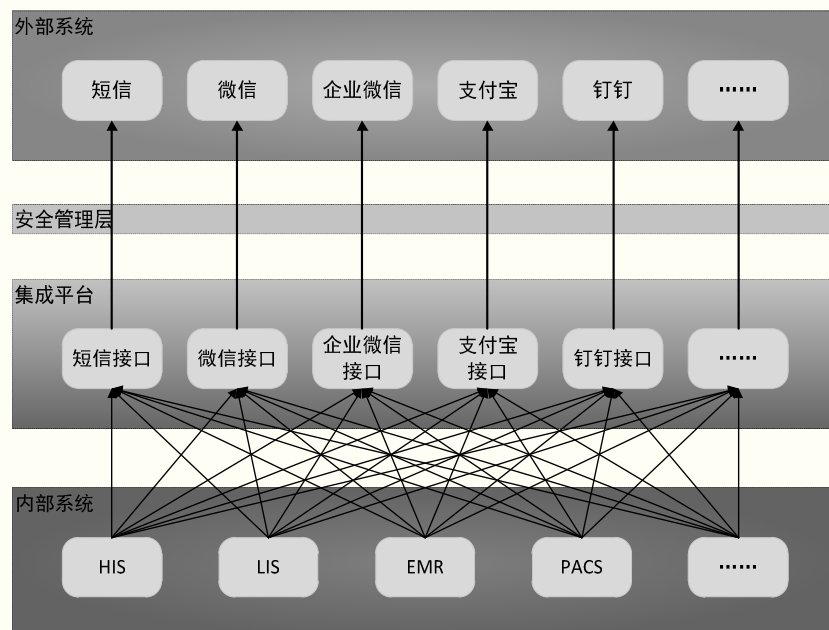 外部系统
短信
微信
企业微信
支付宝
钉钉
……
安全管理层
集成平台
短信接口
微信接口
企业微信
接口
支付宝
接口
钉钉接口
……
内部系统
HIS
LIS
EMR
PACS
……